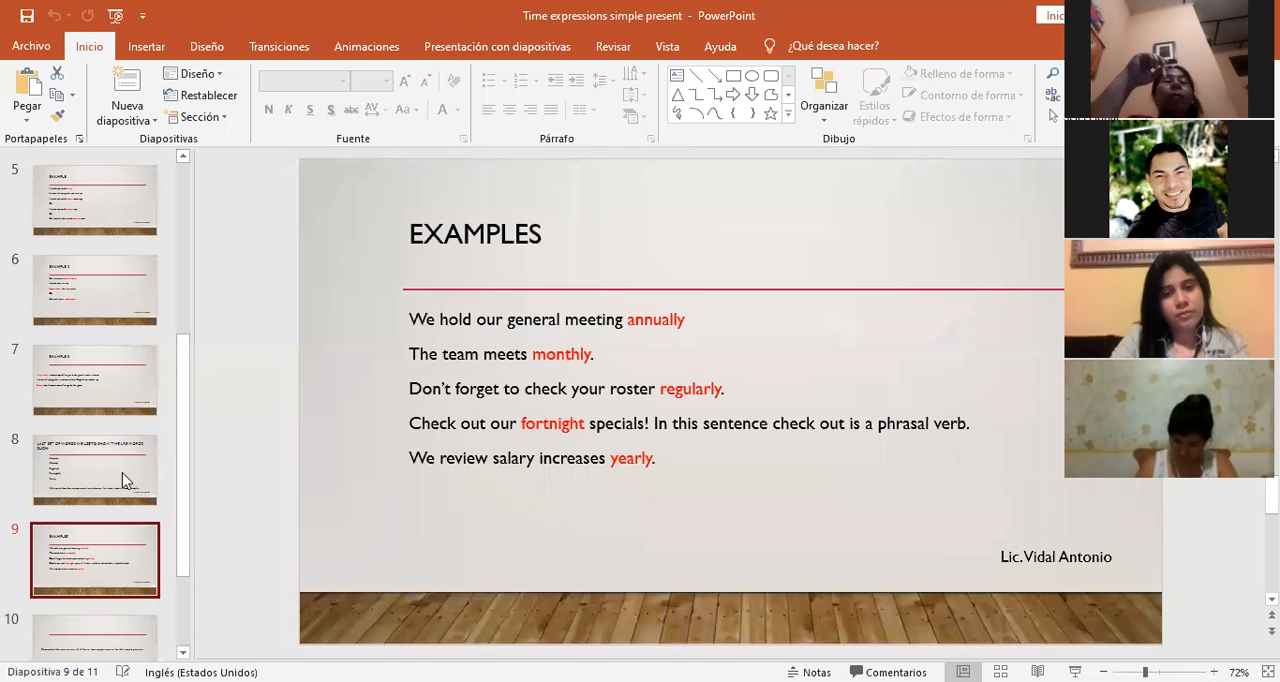 Time expressions simple present - PowerPoint
Inic
Archivo Inicio Insertar Diseño Transiciones Animaciones Presentación con diapositivas Revisar Vista Ayuda ¿Qué desea hacer?
Pegar
Nueva diapositiva
Diseño
Restablecer
Sección
N K S S abc AV Aa A
Organizar
Estilos rápidos
Relleno de forma
Contorno de forma
Efectos de forma
Portapapeles Diapositivas Fuente Párrafo Dibujo
5
6
7
8
9
10
EXAMPLES
We hold our general meeting annually
The team meets monthly.
Don't forget to check your roster regularly.
Check out our fortnight specials! In this sentence check out is a phrasal verb.
We review salary increases yearly.
Lic. Vidal Antonio
Diapositiva 9 de 11 Inglés (Estados Unidos) Notas Comentarios 72%